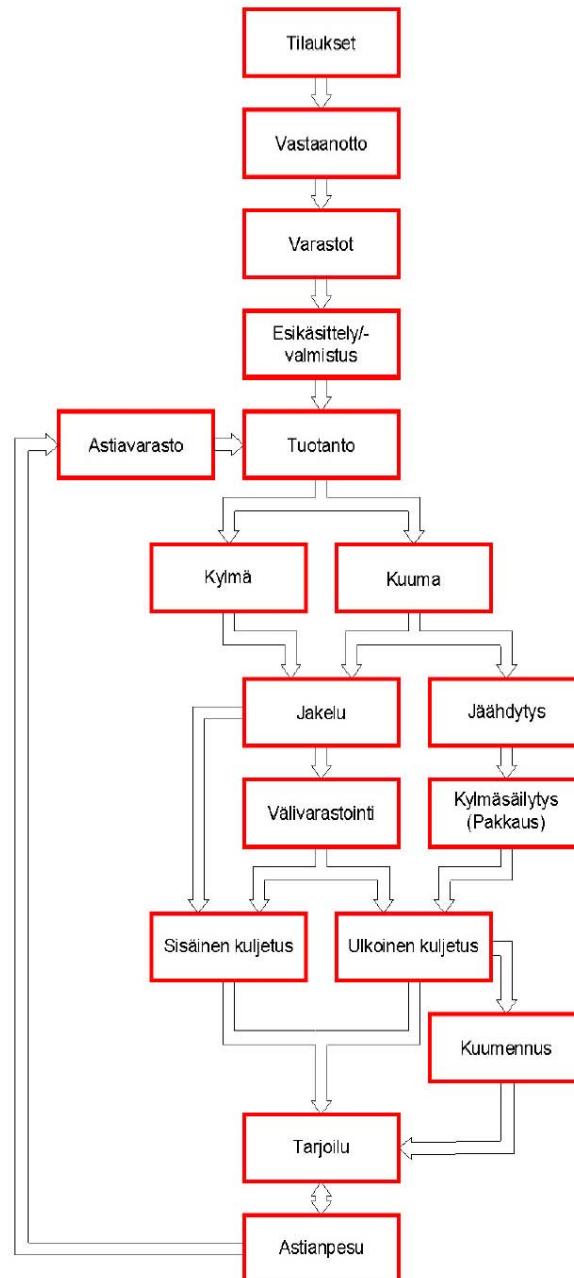 Tilaukset
Vastaanotto
Varastot
Esikäsittely/-
valmistus
Astiavarasto
Tuotanto
Kylmä
Kuuma
Jakelu
Jäähdytys
Välivarastointi
Kylmäsäilytys
(Pakkaus)
Sisäinen kuljetus
Ulkoinen kuljetus
Kuumennus
Tarjoilu
Astianpesu